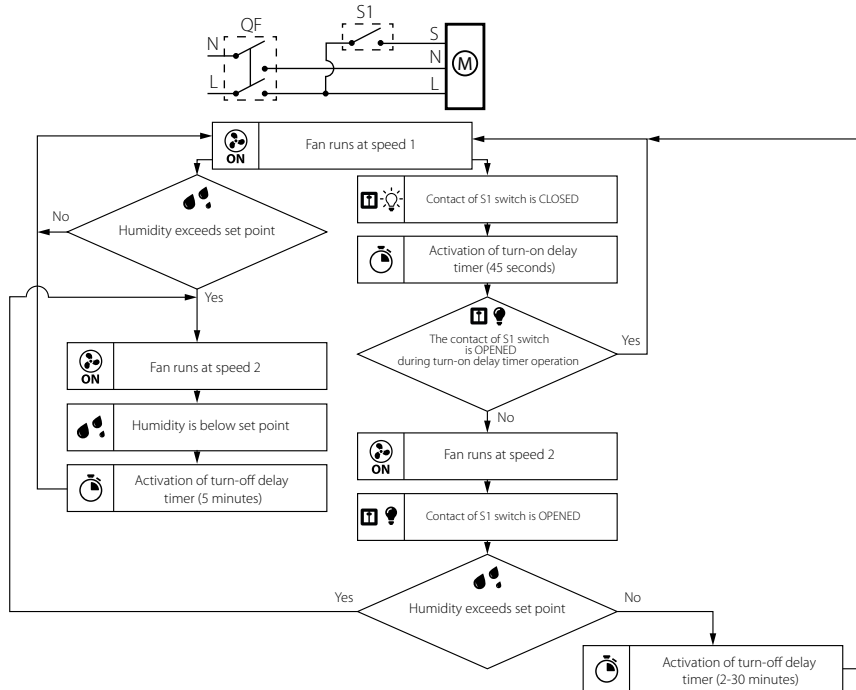 QF
S1
N
L
S
N
L
M
ON
Fan runs at speed 1
Humidity exceeds set point
No
Yes
ON
Fan runs at speed 2
Humidity is below set point
Activation of turn-off delay
timer (5 minutes)
Contact of S1 switch is CLOSED
Activation of turn-on delay
timer (45 seconds)
The contact of S1 switch
is OPENED
during turn-on delay timer operation
Yes
No
ON
Fan runs at speed 2
Contact of S1 switch is OPENED
Humidity exceeds set point
Yes
No
Activation of turn-off delay
timer (2-30 minutes)